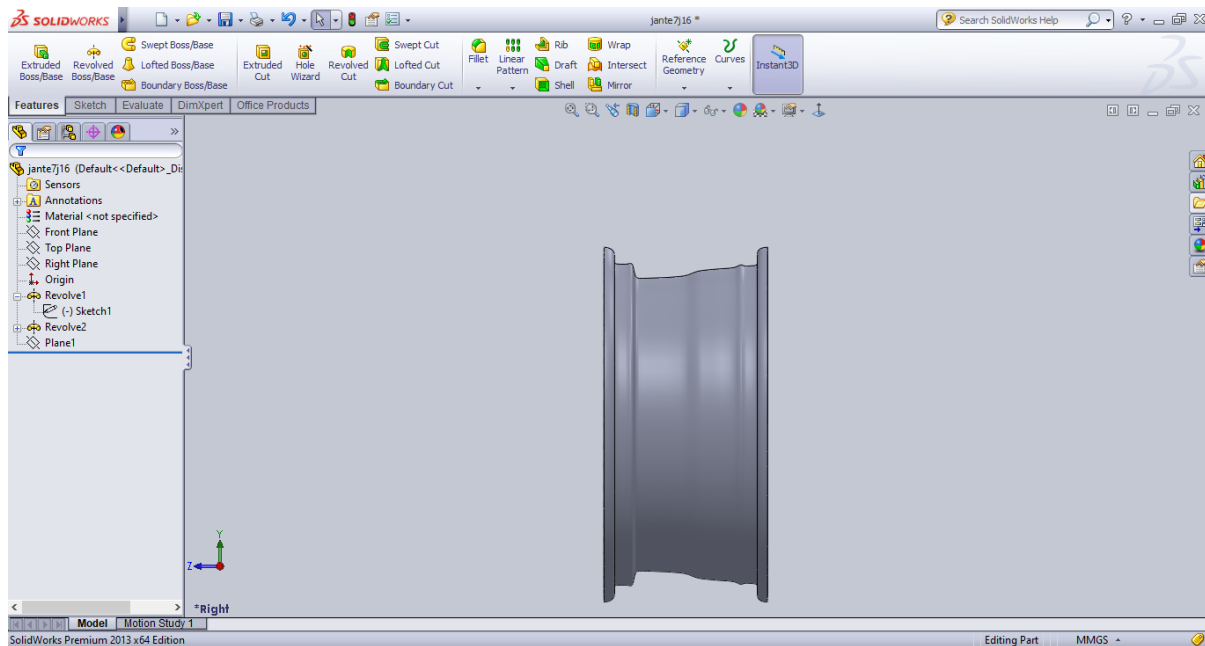 SOLIDWORKS
jante7j16 *
Search SolidWorks Help
Extruded Boss/Base
Revolved Boss/Base
Swept Boss/Base
Lofted Boss/Base
Boundary Boss/Base
Extruded Cut
Hole Wizard
Revolved Cut
Swept Cut
Lofted Cut
Boundary Cut
Fillet
Linear Pattern
Rib
Draft
Shell
Wrap
Intersect
Mirror
Reference Geometry
Curves
Instant3D
Features Sketch Evaluate DimXpert Office Products
jante7j16 (Default<<Default>_Dis
Sensors
A Annotations
Material <not specified>
Front Plane
Top Plane
Right Plane
Origin
Revolve1
(-) Sketch1
Revolve2
Plane1
Y
Z
*Right
Model Motion Study 1
SolidWorks Premium 2013 x64 Edition
Editing Part MMGS